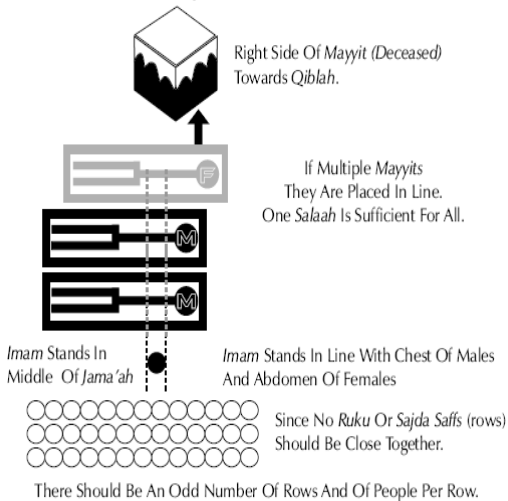 Right Side Of Mayyit (Deceased)
Towards Qiblah.
F
If Multiple Mayyits
They Are Placed In Line.
One Salaah Is Sufficient For All.
M
M
Imam Stands In
Middle Of Jama'ah
Imam Stands In Line With Chest Of Males
And Abdomen Of Females
Since No Ruku Or Sajda Saffs (rows)
Should Be Close Together.
There Should Be An Odd Number Of Rows And Of People Per Row.